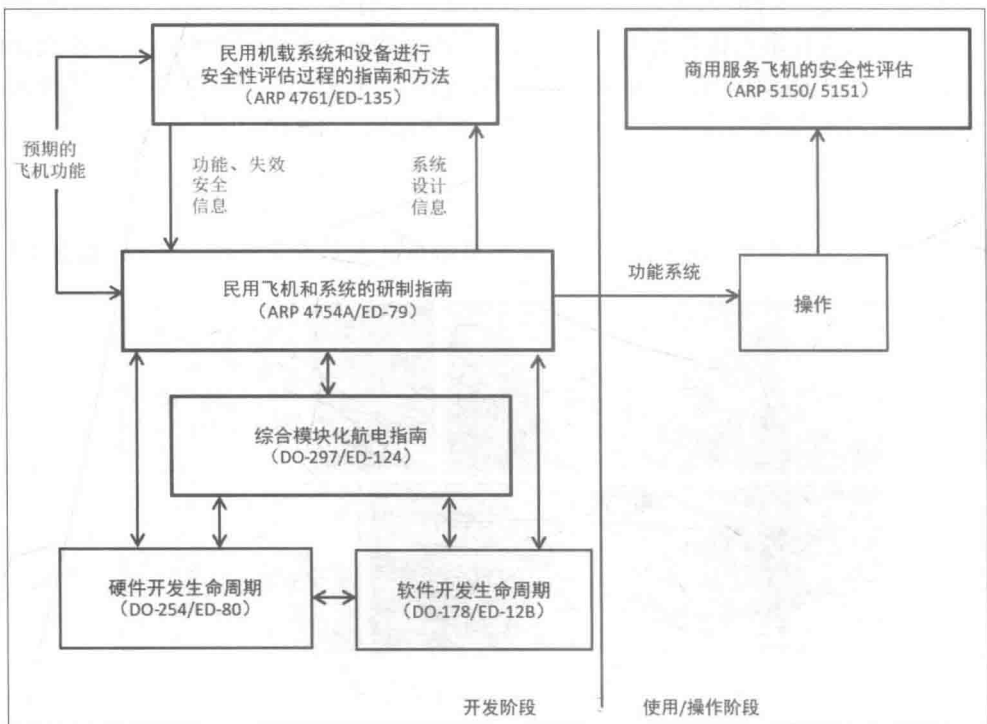 民用机载系统和设备进行
安全性评估过程的指南和方法
（ARP 4761/ED-135）
商用服务飞机的安全性评估
（ARP 5150/ 5151）
预期的
飞机功能
功能、失效
安全
信息
系统
设计
信息
民用飞机和系统的研制指南
（ARP 4754A/ED-79）
功能系统
操作
综合模块化航电指南
（DO-297/ED-124）
硬件开发生命周期
（DO-254/ED-80）
软件开发生命周期
（DO-178/ED-12B）
开发阶段
使用/操作阶段